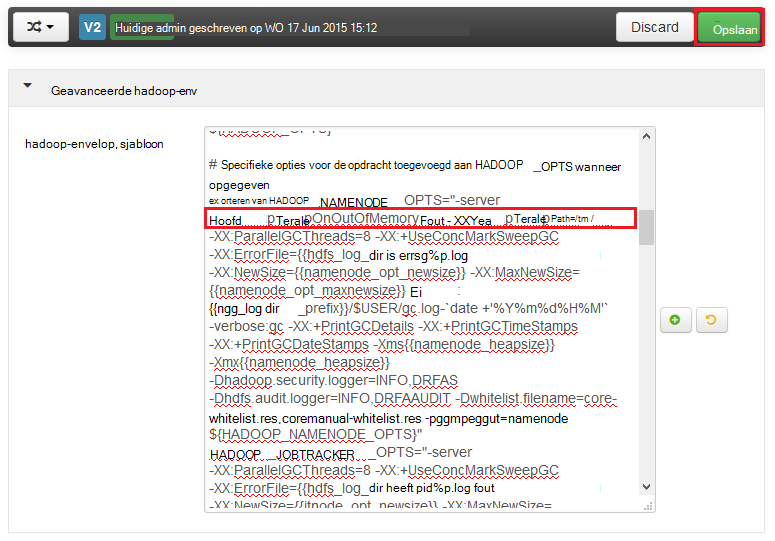 V2 Huidige admin geschreven op WO 17 Jun 2015 15:12 Discard Opslaan
Geavanceerde hadoop-env
hadoop-envelop, sjabloon
${HADOOP_OPTS}
# Specifieke opties voor de opdracht toegevoegd aan HADOOP _OPTS wanneer
opgegeven
ex orteren van HADOOP NAMENODE OPTS="-server
Hoofd pTerale pOnOutOfMemory Fout - XXYea pTerale pPath=/tm /
-XX:ParallelGCThreads=8 -XX:+UseConcMarkSweepGC
-XX:ErrorFile={{hdfs_log_dir is errsg%p.log
-XX:NewSize={{namenode_opt_newsize}} -XX:MaxNewSize=
{{namenode_opt_maxnewsize}} Ei :
{{ngg_log dir _prefix}}/$USER/gc.log-`date +'%Y%m%d%H%M'`
-verbose:gc -XX:+PrintGCDetails -XX:+PrintGCTimeStamps
-XX:+PrintGCDateStamps -Xms{{namenode_heapsize}}
-Xmx{{namenode_heapsize}}
-Dhadoop.security.logger=INFO,DRFAS
-Dhdfs.audit.logger=INFO,DRFAAUDIT -Dwhitelist.filename=core-
whitelist.res,coremanual-whitelist.res -pggmpeggut=namenode
${HADOOP_NAMENODE_OPTS}"
HADOOP _JOBTRACKER _OPTS="-server
-XX:ParallelGCThreads=8 -XX:+UseConcMarkSweepGC
-XX:ErrorFile={{hdfs_log_dir heeft pid%p.log fout
-XX:NewSize={{jtnode_opt_newsize}} -XX:MaxNewSize=